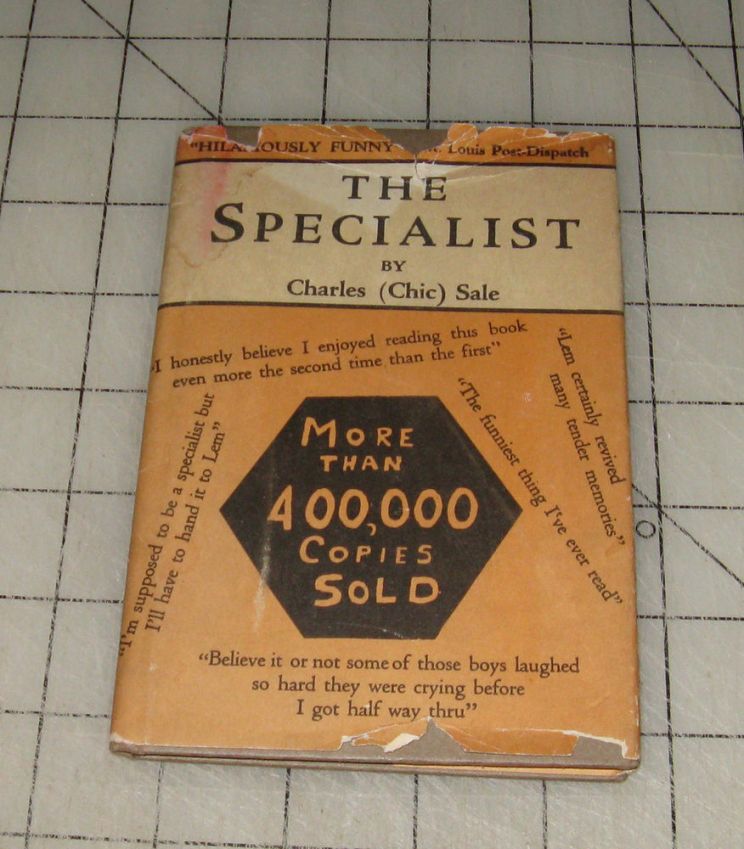 "HIL OUSLY FUNNY Louis Post-Dispatch"
THE
SPECIALIST
BY
Charles (Chic) Sale
"I honestly believe I enjoyed reading this book
even more the second time than the first"
"Lem certainly revived
many tender memories"
"The funniest thing I've ever read"
"I'm supposed to be a specialist but
I'll have to hand it to Lem"
MORE
THAN
400,000
COPIES
SOLD
"Believe it or not some of those boys laughed
so hard they were crying before
I got half way thru"